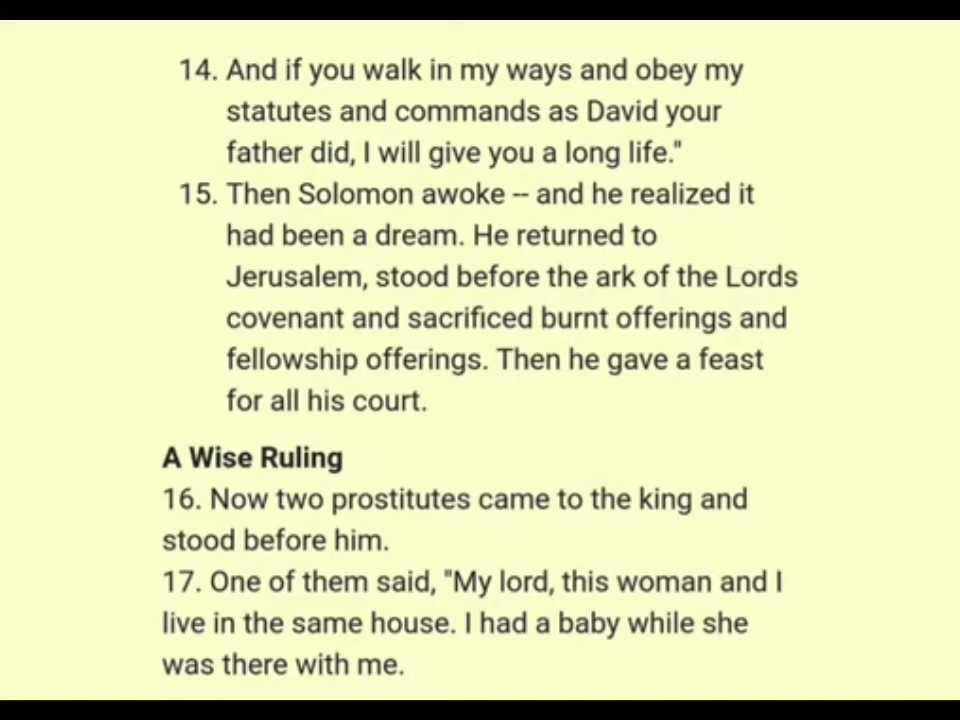 14. And if you walk in my ways and obey my
statutes and commands as David your
father did, I will give you a long life."
15. Then Solomon awoke -- and he realized it
had been a dream. He returned to
Jerusalem, stood before the ark of the Lords
covenant and sacrificed burnt offerings and
fellowship offerings. Then he gave a feast
for all his court.
A Wise Ruling
16. Now two prostitutes came to the king and
stood before him.
17. One of them said, "My lord, this woman and I
live in the same house. I had a baby while she
was there with me.